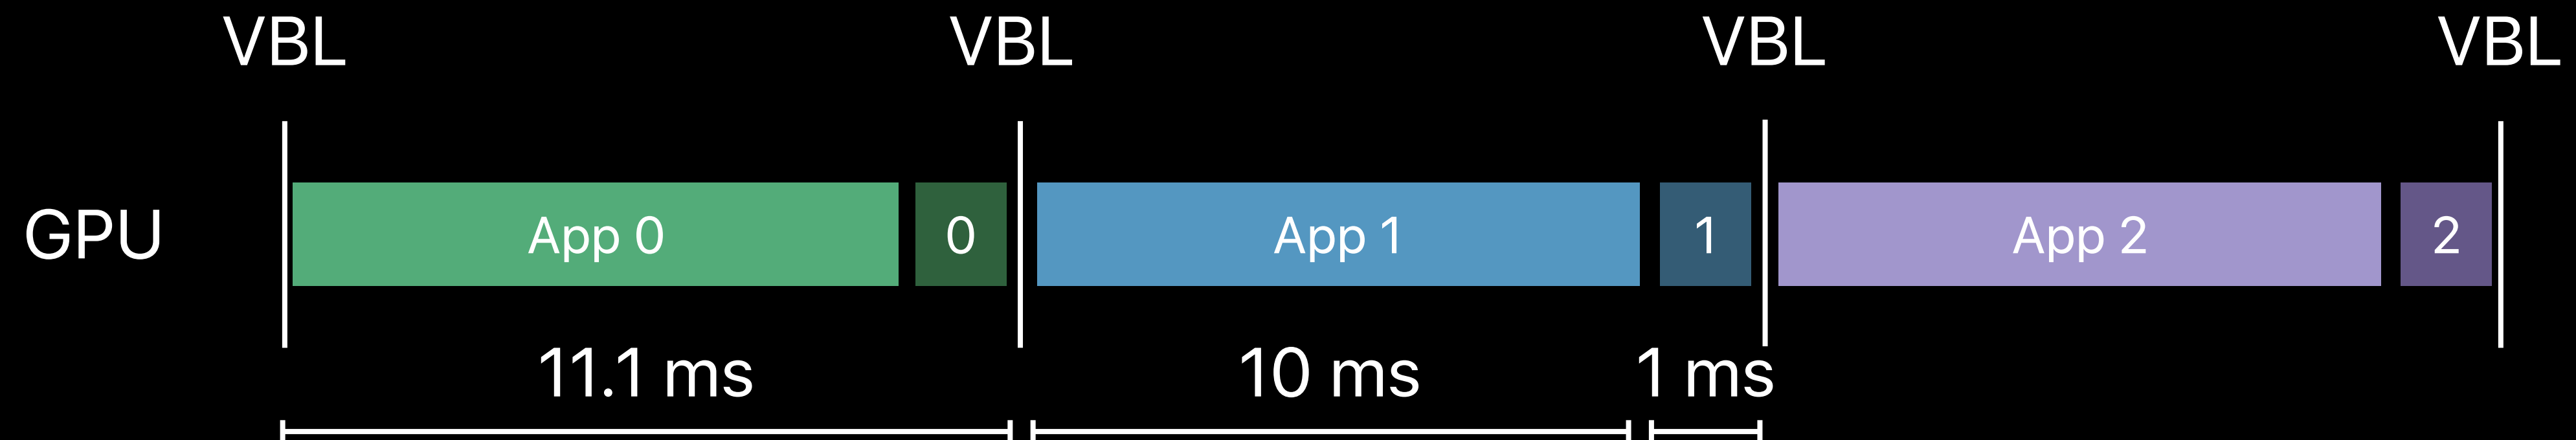 VBL VBL VBL VBL
GPU App 0 0 App 1 1 App 2 2
11.1 ms 10 ms 1 ms